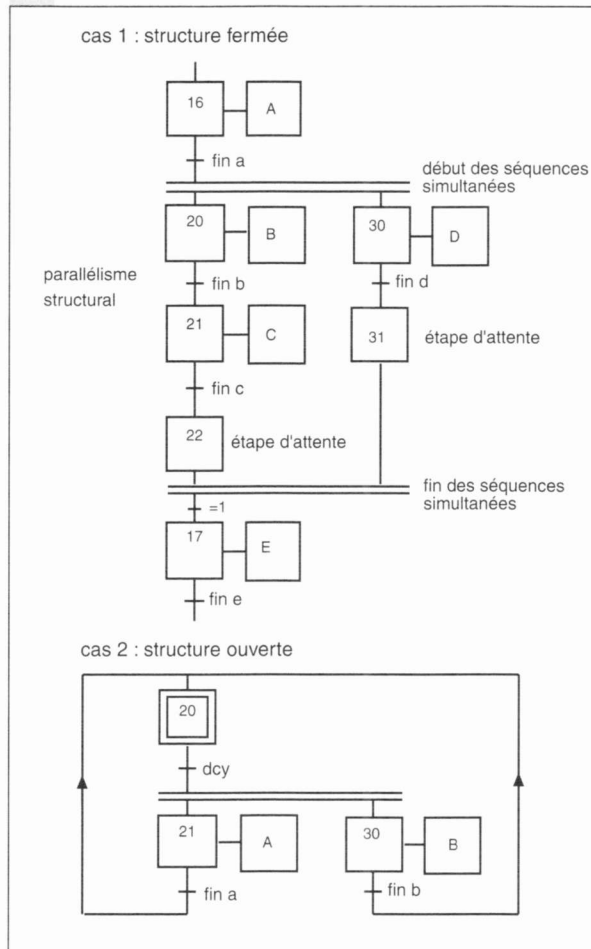 cas 1 : structure fermée
16
A
fin a
début des séquences
simultanées
20
B
30
D
parallélisme
structural
fin b
fin d
21
C
31
étape d'attente
fin c
22
étape d'attente
fin des séquences
simultanées
=1
17
E
fin e
cas 2 : structure ouverte
20
dcy
21
A
30
B
fin a
fin b